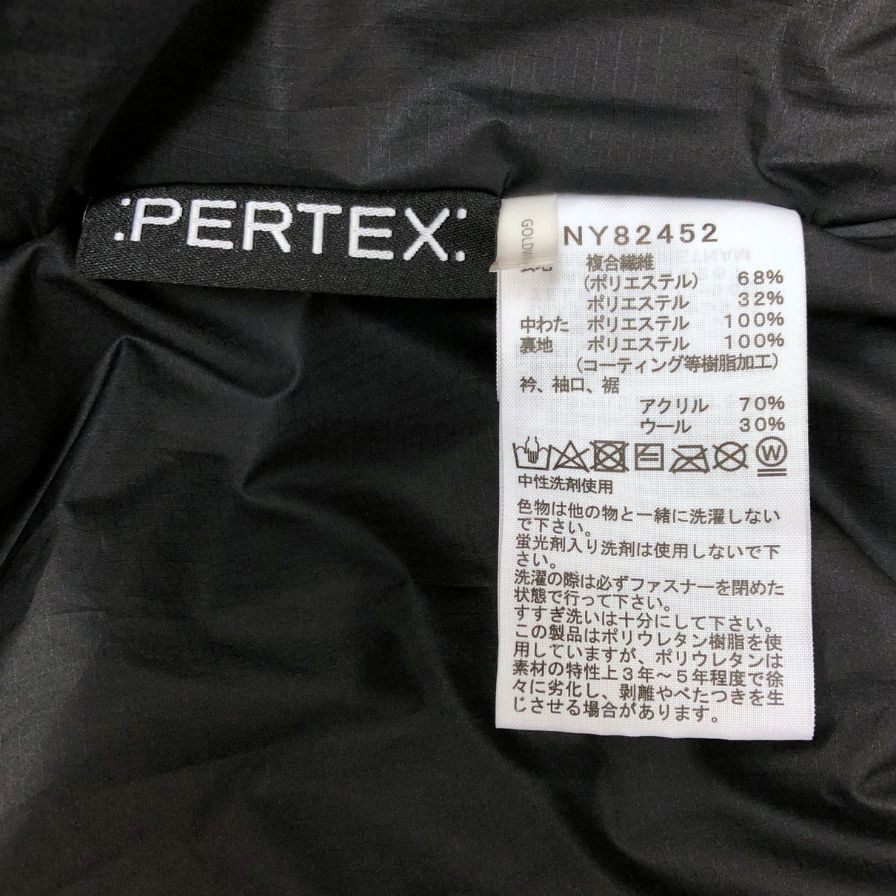 :PERTEX:
NY82452
複合繊維
(ポリエステル) 68%
ポリエステル 32%
中わた ポリエステル 100%
裏地 ポリエステル 100%
(コーティング等樹脂加工)
衿、袖口、裾
アクリル 70%
ウール 30%
中性洗剤使用
色物は他の物と一緒に洗濯しない
で下さい。
蛍光剤入り洗剤は使用しないで下
さい。
洗濯の際は必ずファスナーを閉めた
状態で行って下さい。
すすぎ洗いは十分にして下さい。
この製品はポリウレタン樹脂を使
用していますが、ポリウレタンは
素材の特性上3年～5年程度で徐
々に劣化し、剥離やべたつきを生
じさせる場合があります。